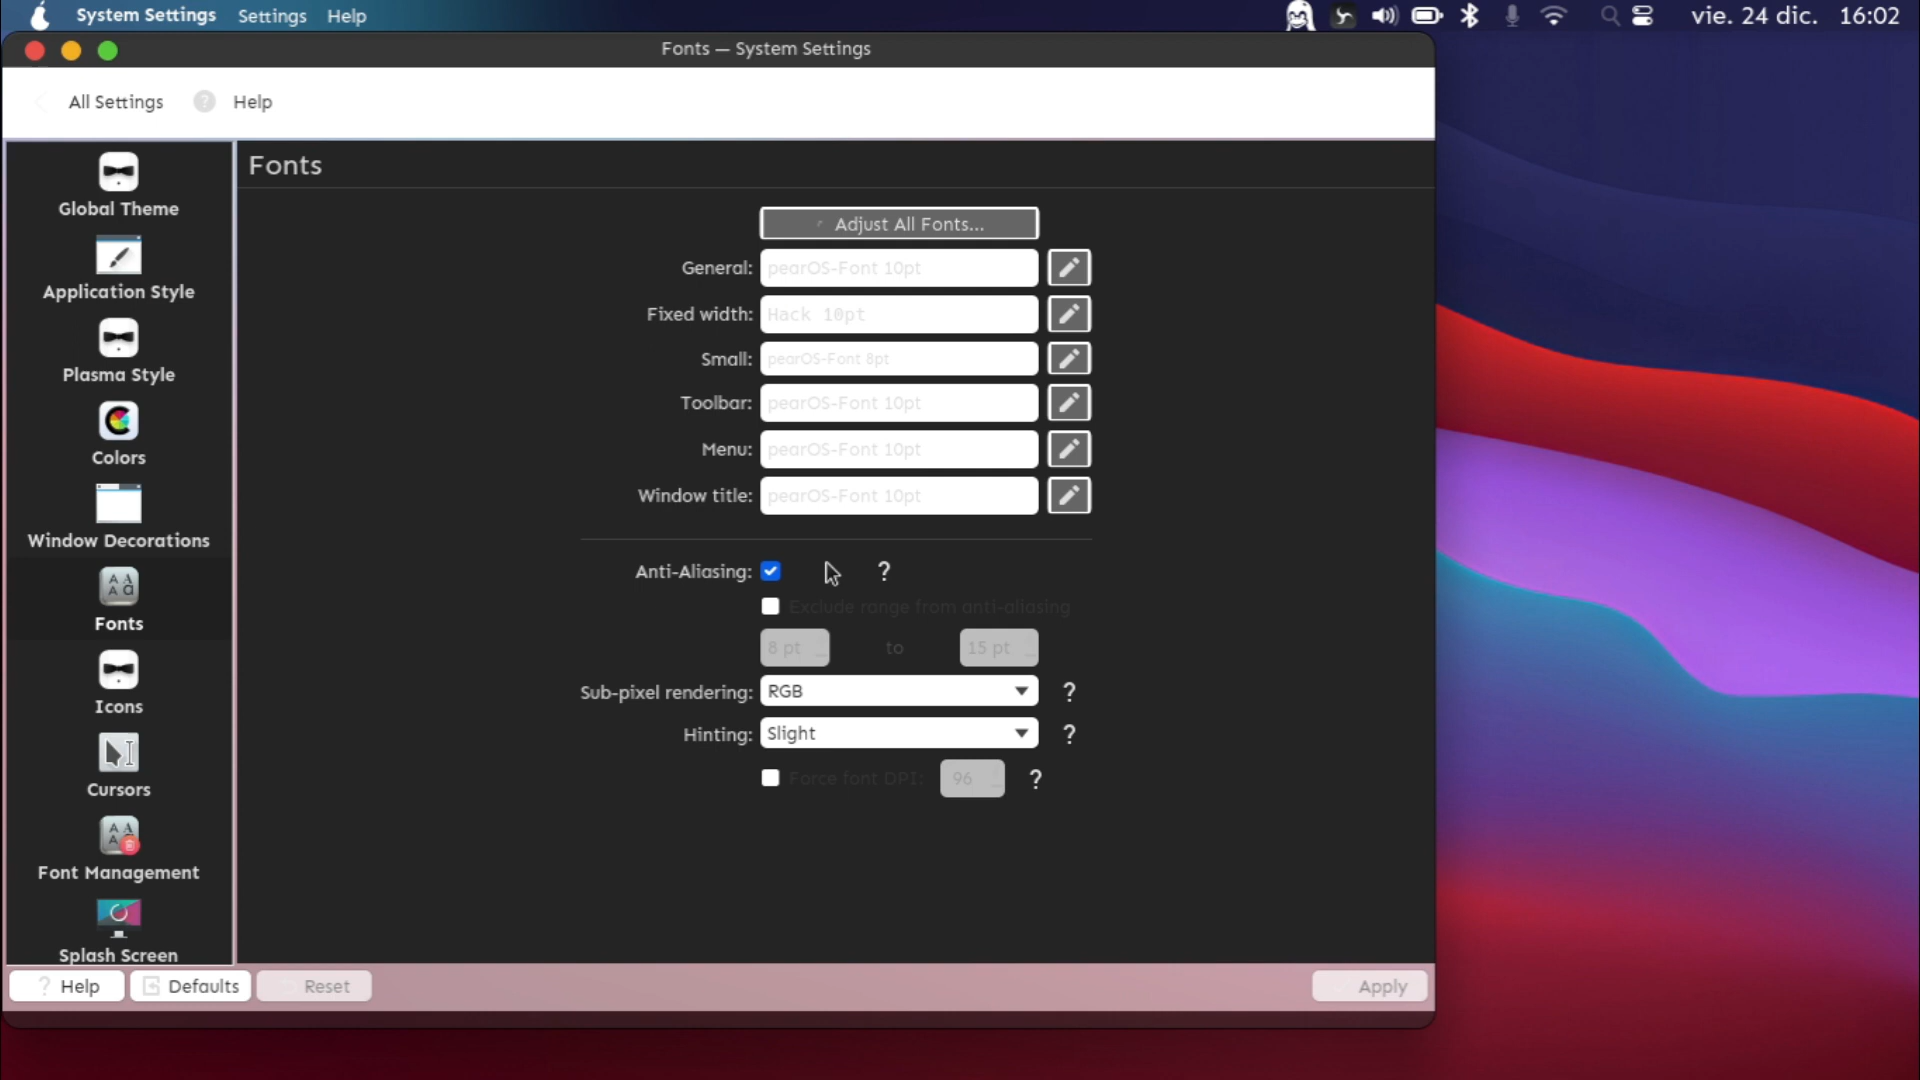 System Settings Settings Help vie. 24 dic. 16:02
Fonts — System Settings
All Settings ? Help
Global Theme
Application Style
Plasma Style
Colors
Window Decorations
Fonts
Icons
Cursors
Font Management
Splash Screen
Fonts
Adjust All Fonts...
General: pearOS-Font 10pt
Fixed width: Hack 10pt
Small: pearOS-Font 8pt
Toolbar: pearOS-Font 10pt
Menu: pearOS-Font 10pt
Window title: pearOS-Font 10pt
Anti-Aliasing: ?
Exclude range from anti-aliasing
8 pt to 15 pt
Sub-pixel rendering: RGB ?
Hinting: Slight ?
Force font DPI: 96 ?
? Help Defaults Reset Apply